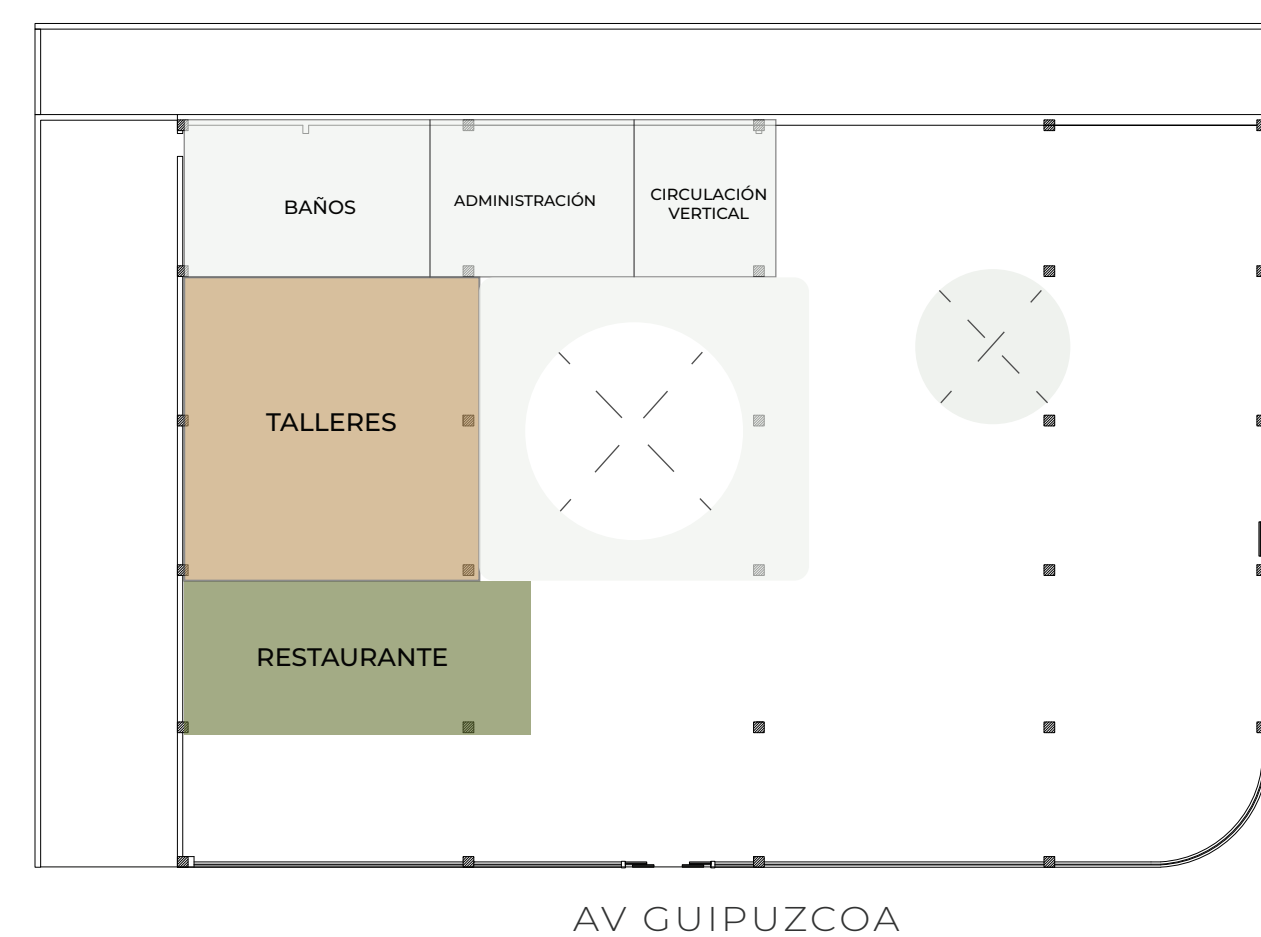 BAÑOS
ADMINISTRACIÓN
CIRCULACIÓN
VERTICAL
TALLERES
RESTAURANTE
AV GUIPUZCOA